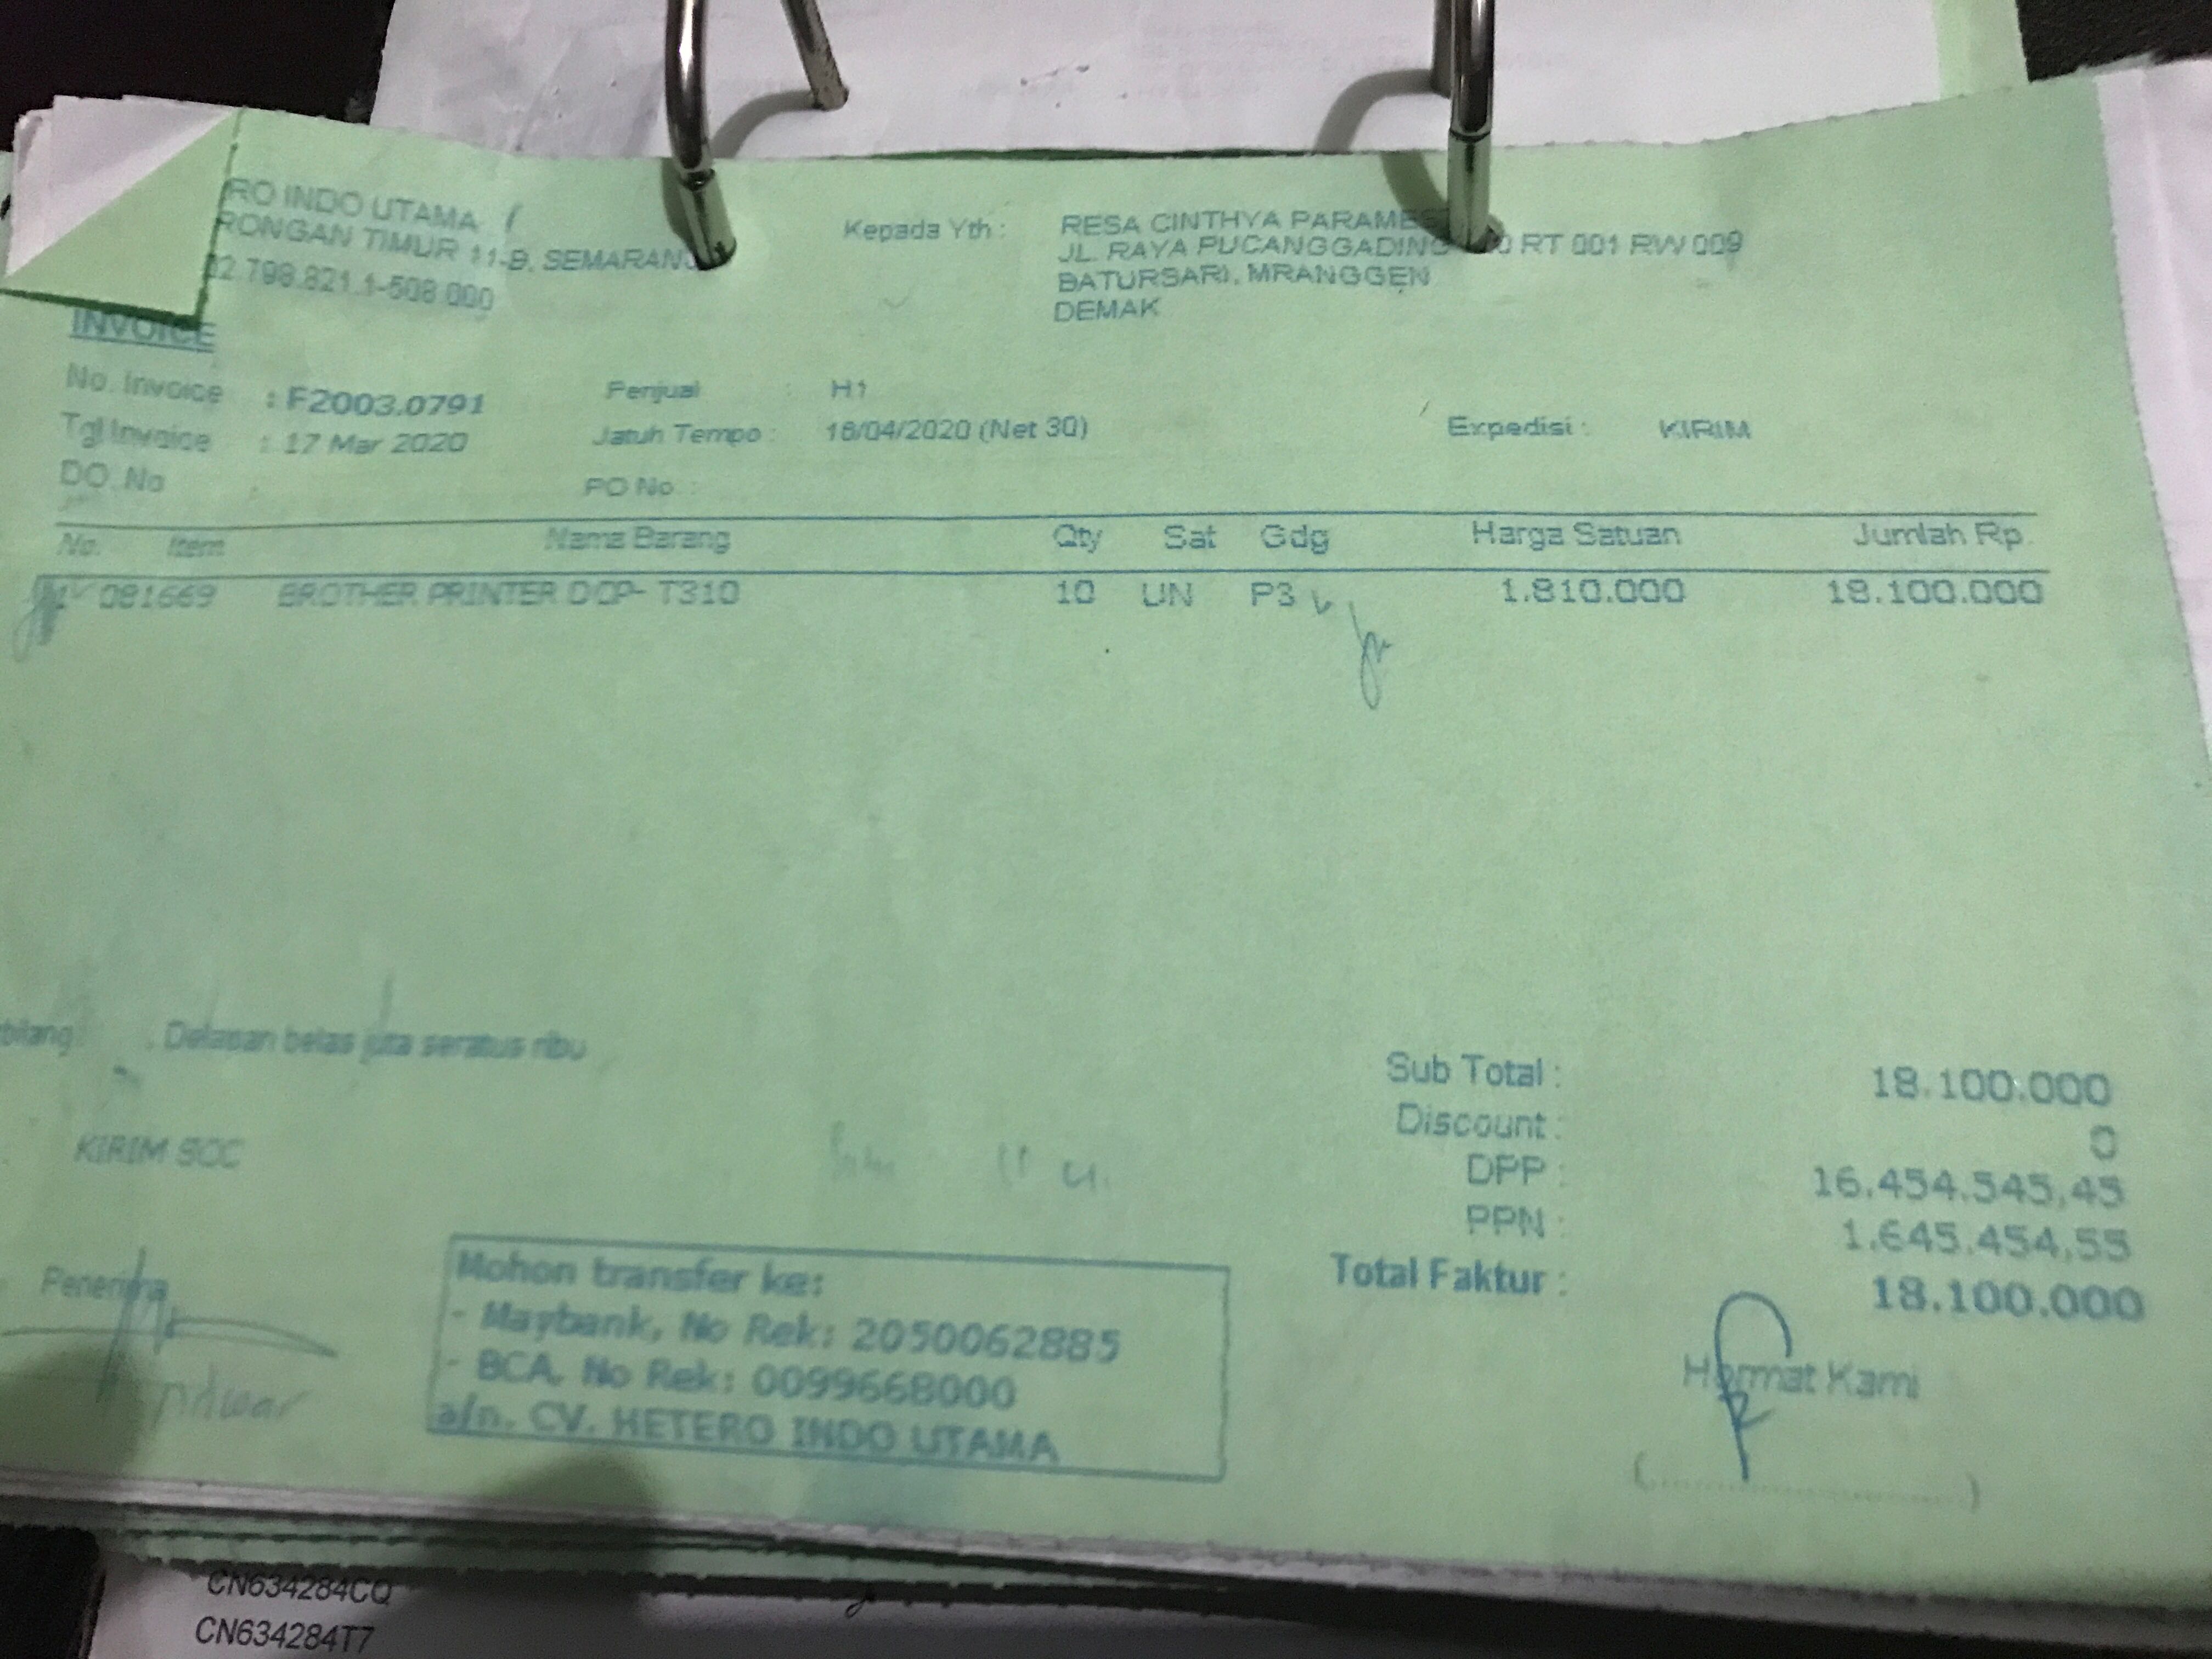 RO INDO UTAMA
RONGAN TIMUR 11-B, SEMARANG
02.798.821.1-508.000
Kepada Yth :
RESA CINTHYA PARAMES
JL. RAYA PUCANGGADING 0 RT 001 RW 009
BATURSARI, MRANGGEN
DEMAK
INVOICE
No. Invoice : F2003.0791 Penjual : H1
Tgl Invoice : 17 Mar 2020 Jatuh Tempo : 16/04/2020 (Net 30) Expedisi : KIRIM
DO. No PO No :
No. Item Nama Barang Qty Sat Gdg Harga Satuan Jumlah Rp.
1 081669 BROTHER PRINTER DCP- T310 10 UN P3 1.810.000 18.100.000
bilang : Delapan belas juta seratus ribu
Sub Total : 18.100.000
Discount : 0
DPP : 16.454.545,45
PPN : 1.645.454,55
Total Faktur : 18.100.000
KIRIM SOC
Penerima
Mohon transfer ke:
- Maybank, No Rek: 2050062885
- BCA, No Rek: 0099668000
a/n. CV. HETERO INDO UTAMA
Hormat Kami
(....................)
CN634284CQ
CN634284T7